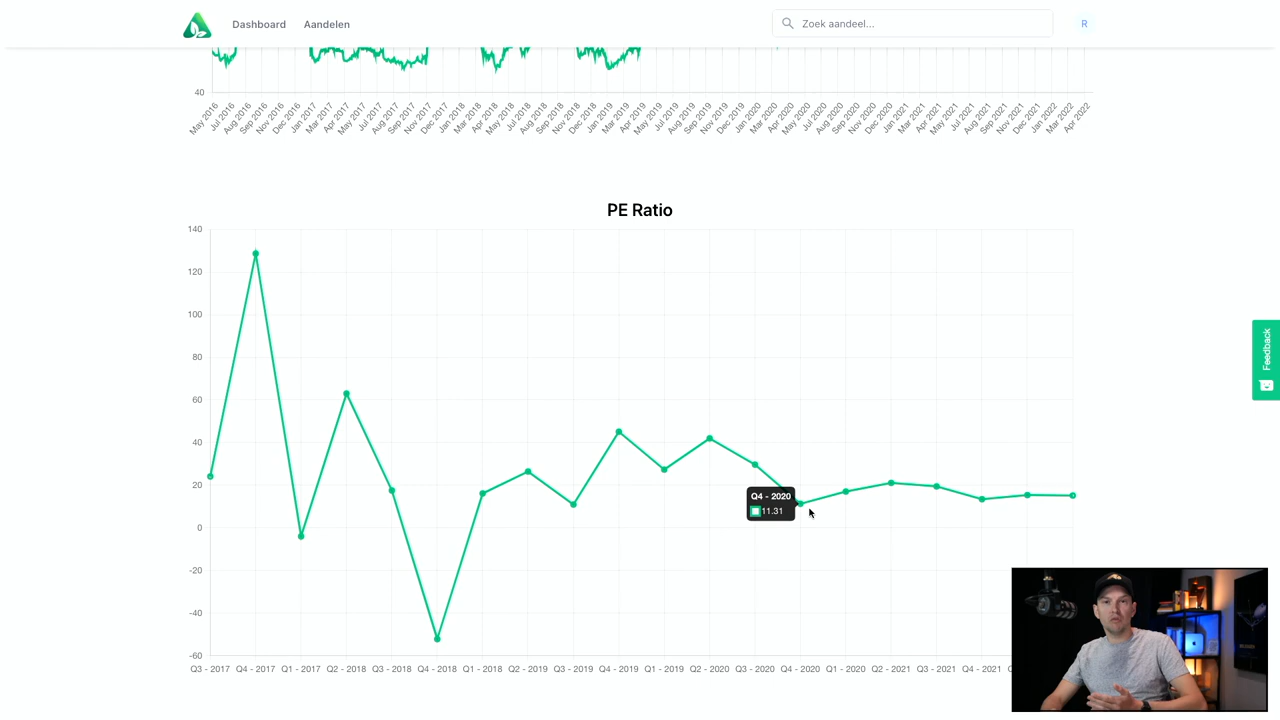 Dashboard
Aandelen
Zoek aandeel...
R
40
May 2016
Jul 2016
Aug 2016
Sep 2016
Nov 2016
Dec 2016
Jan 2017
Mar 2017
Apr 2017
May 2017
Jul 2017
Aug 2017
Sep 2017
Nov 2017
Dec 2017
Jan 2018
Mar 2018
Apr 2018
May 2018
Jul 2018
Aug 2018
Sep 2018
Nov 2018
Dec 2018
Jan 2019
Mar 2019
Apr 2019
May 2019
Jul 2019
Aug 2019
Sep 2019
Nov 2019
Dec 2019
Jan 2020
Mar 2020
Apr 2020
May 2020
Jul 2020
Aug 2020
Sep 2020
Nov 2020
Dec 2020
Jan 2021
Mar 2021
Apr 2021
May 2021
Jul 2021
Aug 2021
Sep 2021
Nov 2021
Dec 2021
Jan 2022
Mar 2022
Apr 2022
PE Ratio
140
120
100
80
60
40
20
0
-20
-40
-60
Q4 - 2020
11.31
Q3 - 2017
Q4 - 2017
Q1 - 2017
Q2 - 2018
Q3 - 2018
Q4 - 2018
Q1 - 2018
Q2 - 2019
Q3 - 2019
Q4 - 2019
Q1 - 2019
Q2 - 2020
Q3 - 2020
Q4 - 2020
Q1 - 2020
Q2 - 2021
Q3 - 2021
Q4 - 2021
Feedback